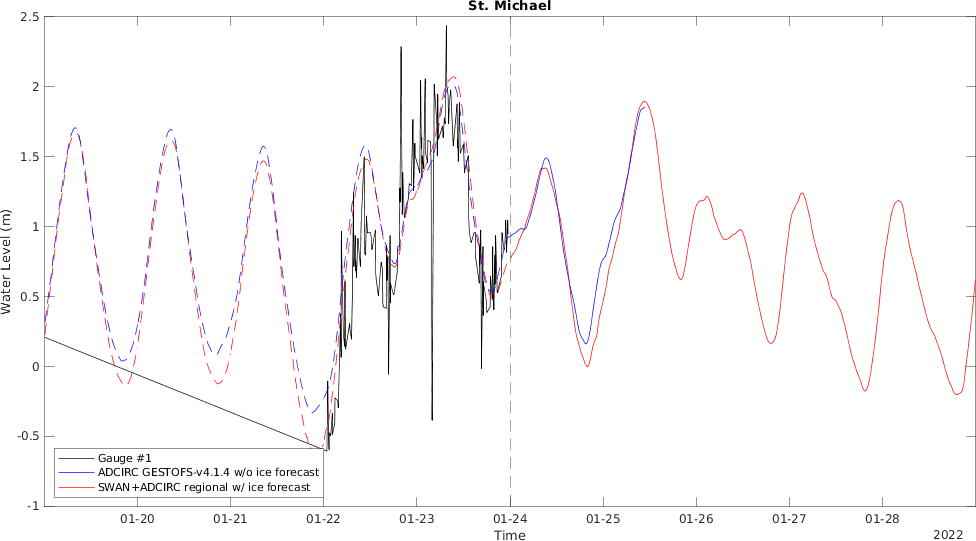 St. Michael
2.5
2
1.5
1
0.5
0
-0.5
-1
Water Level (m)
Gauge #1
ADCIRC GESTOFS-v4.1.4 w/o ice forecast
SWAN+ADCIRC regional w/ ice forecast
01-20 01-21 01-22 01-23 01-24 01-25 01-26 01-27 01-28
Time
2022